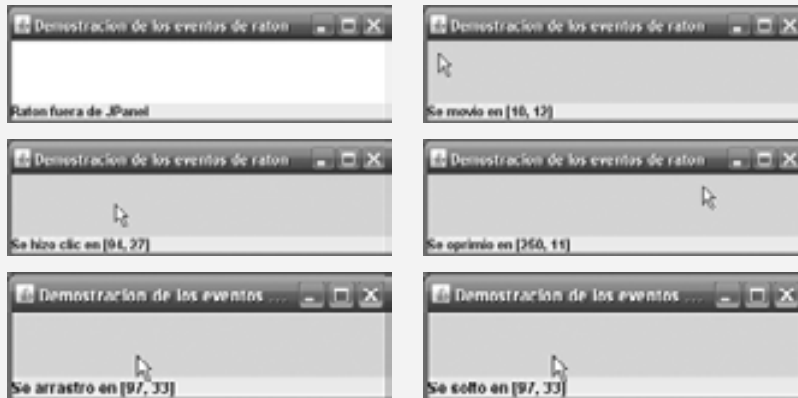 Demostracion de los eventos de raton
Raton fuera de JPanel
Demostracion de los eventos de raton
Se movio en [10, 12]
Demostracion de los eventos de raton
Se hizo clic en [94, 27]
Demostracion de los eventos de raton
Se oprimio en [250, 11]
Demostracion de los eventos ...
Se arrastro en [97, 33]
Demostracion de los eventos ...
Se solto en [97, 33]